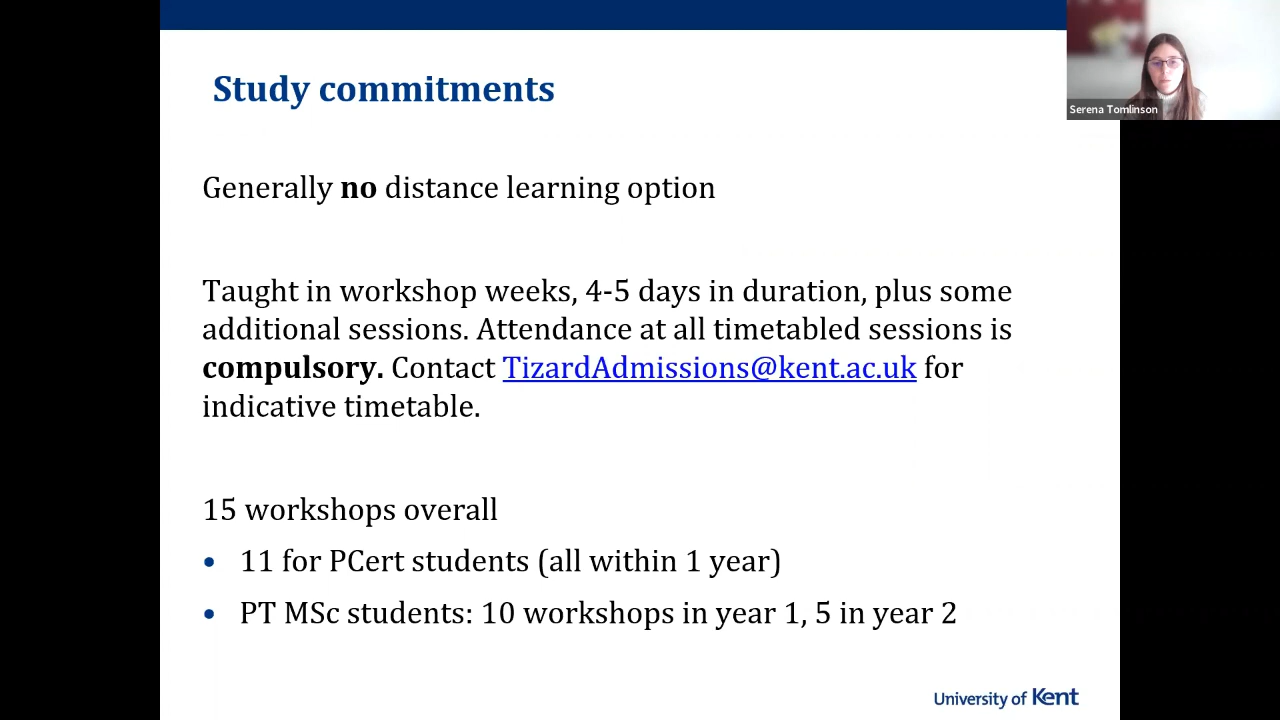 Study commitments
Serena Tomlinson
Generally no distance learning option
Taught in workshop weeks, 4-5 days in duration, plus some
additional sessions. Attendance at all timetabled sessions is
compulsory. Contact TizardAdmissions@kent.ac.uk for
indicative timetable.
15 workshops overall
• 11 for PCert students (all within 1 year)
• PT MSc students: 10 workshops in year 1, 5 in year 2
University of Kent